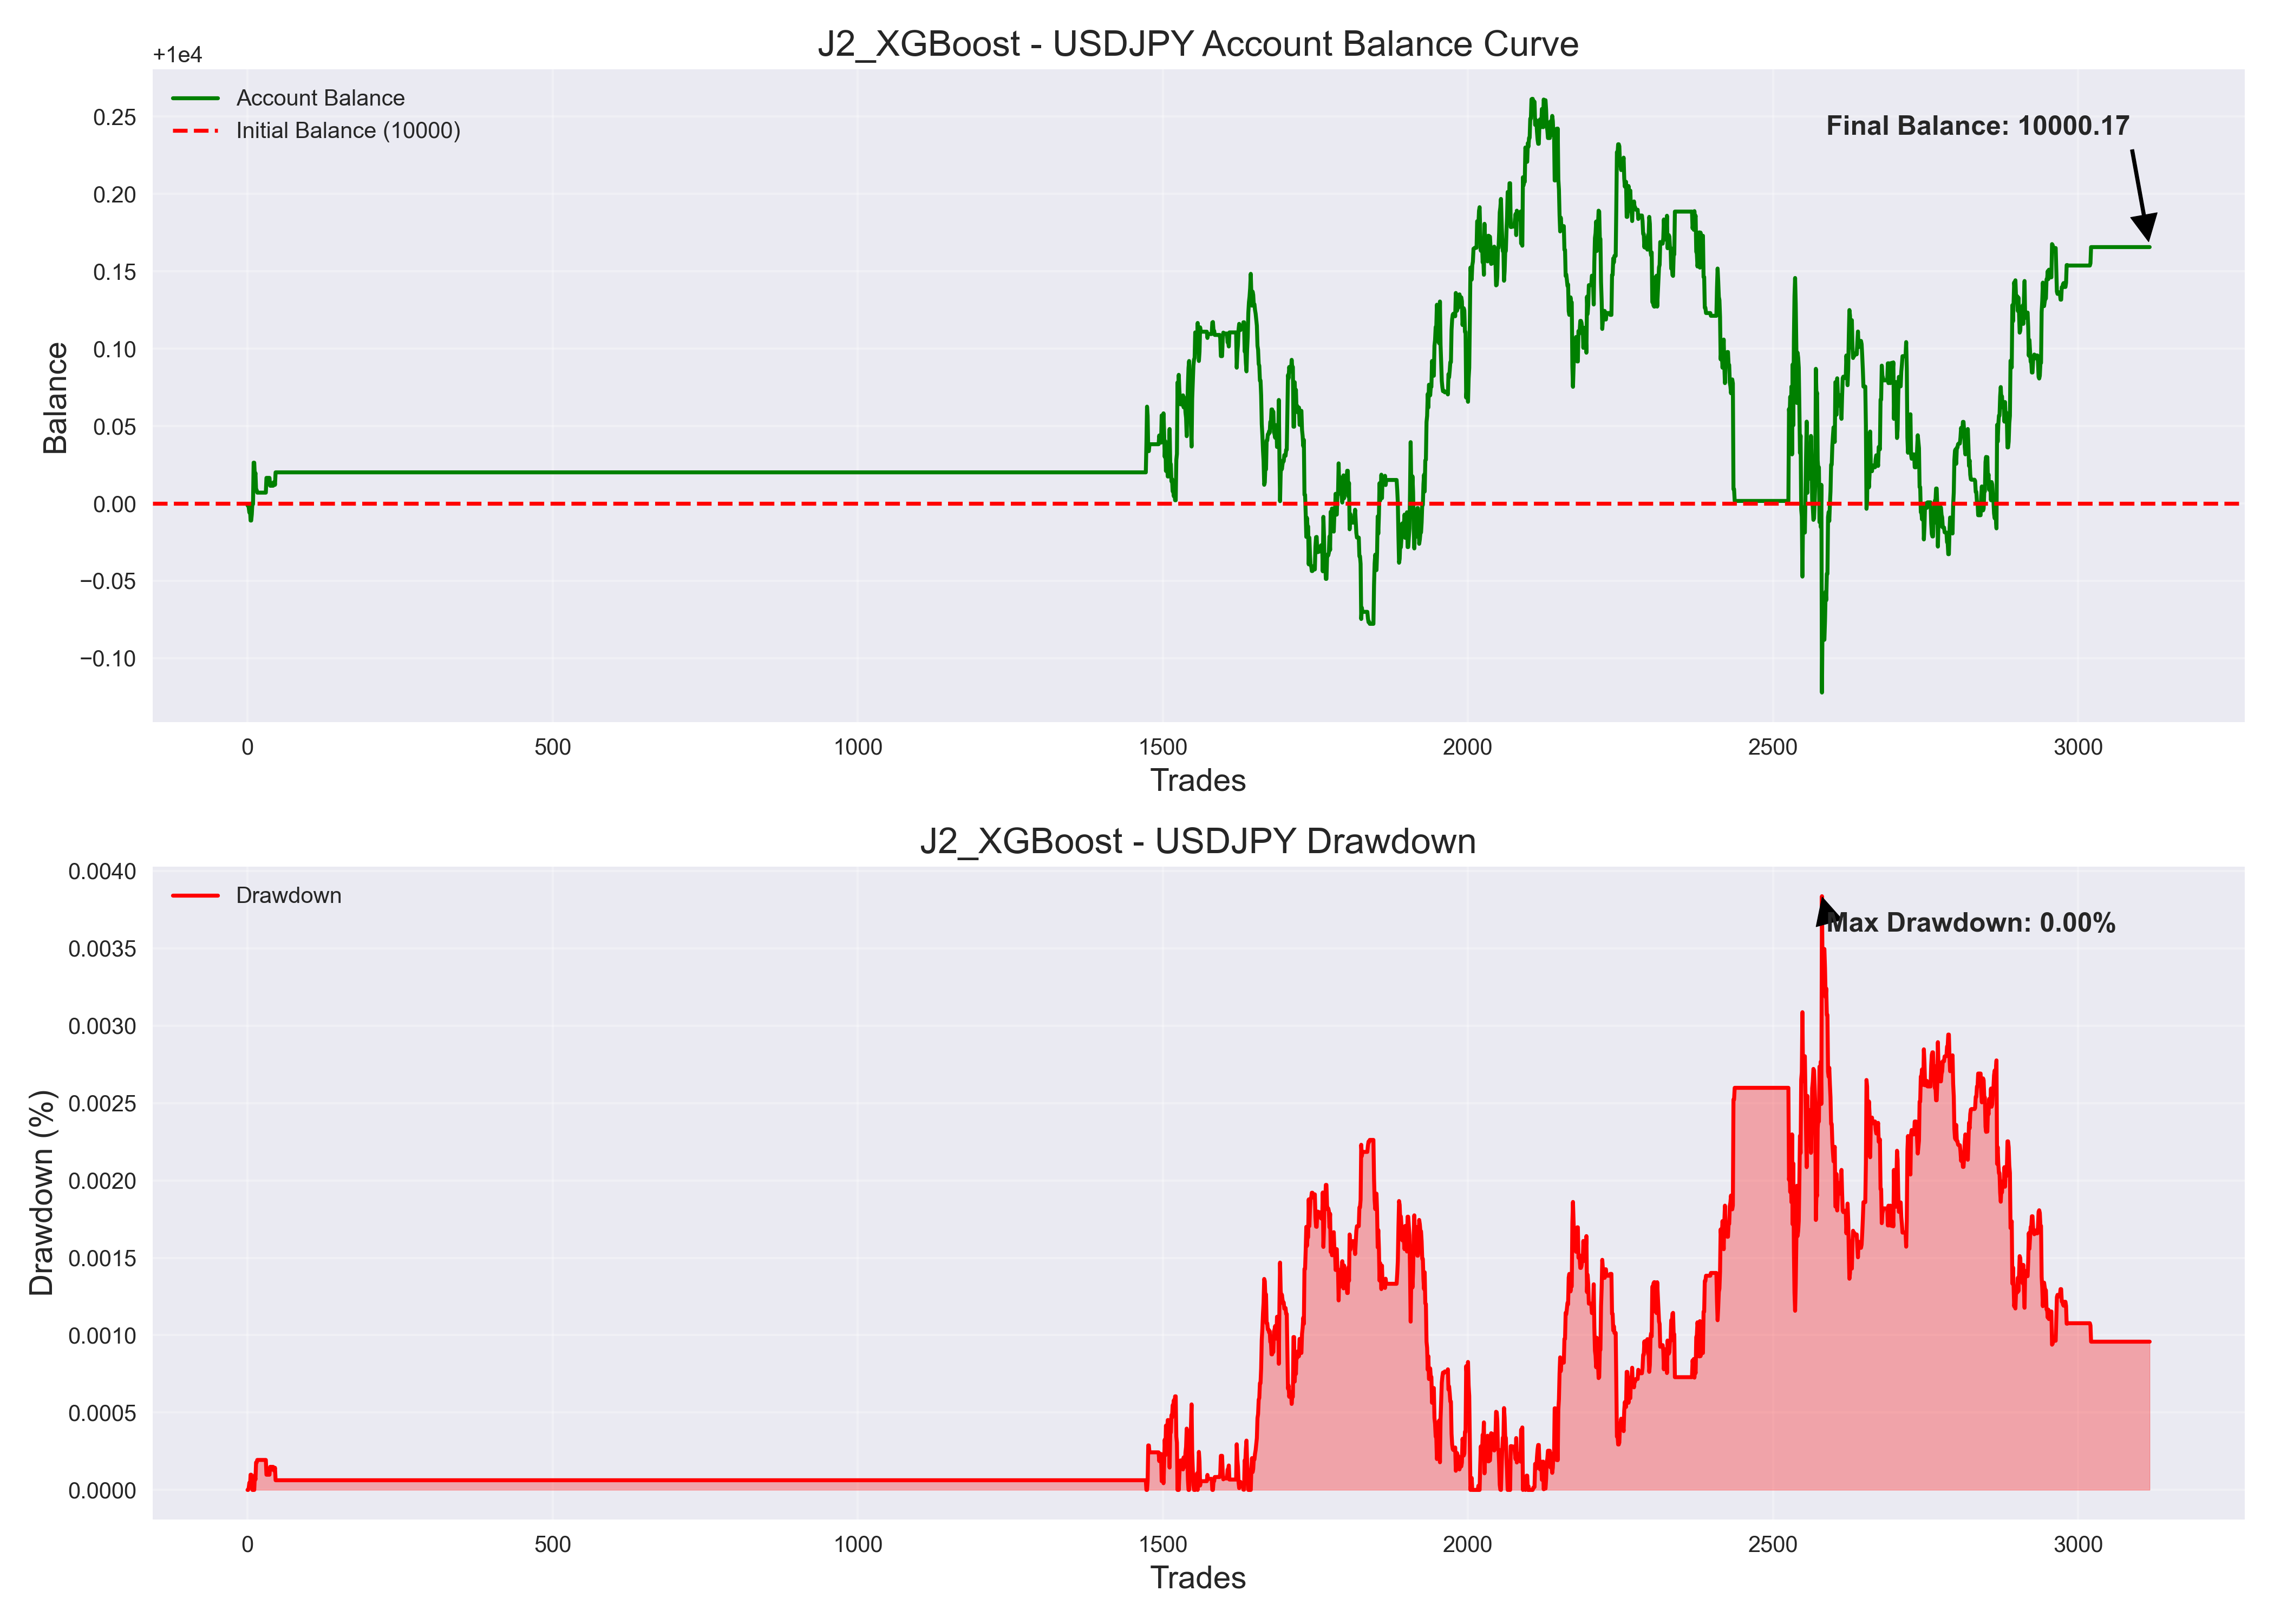 J2_XGBoost - USDJPY Account Balance Curve
+1e4
Account Balance
Initial Balance (10000)
Final Balance: 10000.17
0.25
0.20
0.15
0.10
0.05
0.00
−0.05
−0.10
Balance
0 500 1000 1500 2000 2500 3000
Trades
J2_XGBoost - USDJPY Drawdown
Drawdown
Max Drawdown: 0.00%
0.0040
0.0035
0.0030
0.0025
0.0020
0.0015
0.0010
0.0005
0.0000
Drawdown (%)
0 500 1000 1500 2000 2500 3000
Trades